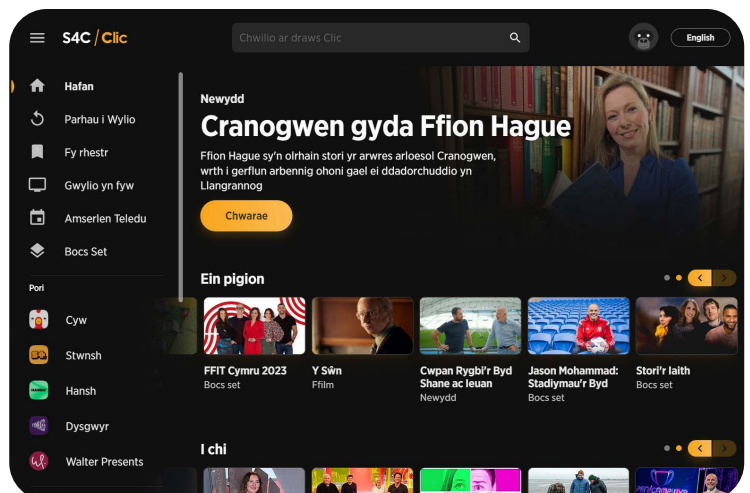 S4C / Clic
Chwilio ar draws Clic
English
Hafan
Parhau i Wylio
Fy rhestr
Gwylio yn fyw
Amserlen Teledu
Bocs Set
Pori
Cyw
Stwnsh
Hansh
Dysgwyr
Walter Presents
Newydd
Cranogwen gyda Ffion Hague
Ffion Hague sy'n olrhain stori yr arwres arloesol Cranogwen,
wrth i gerflun arbennig ohoni gael ei ddadorchuddio yn
Llangrannog
Chwarae
Ein pigion
FFIT Cymru 2023
Bocs set
Y Sŵn
Ffilm
Cwpan Rygbi'r Byd
Shane ac Ieuan
Newydd
Jason Mohammad:
Stadiymau'r Byd
Bocs set
Stori'r Iaith
Bocs set
I chi